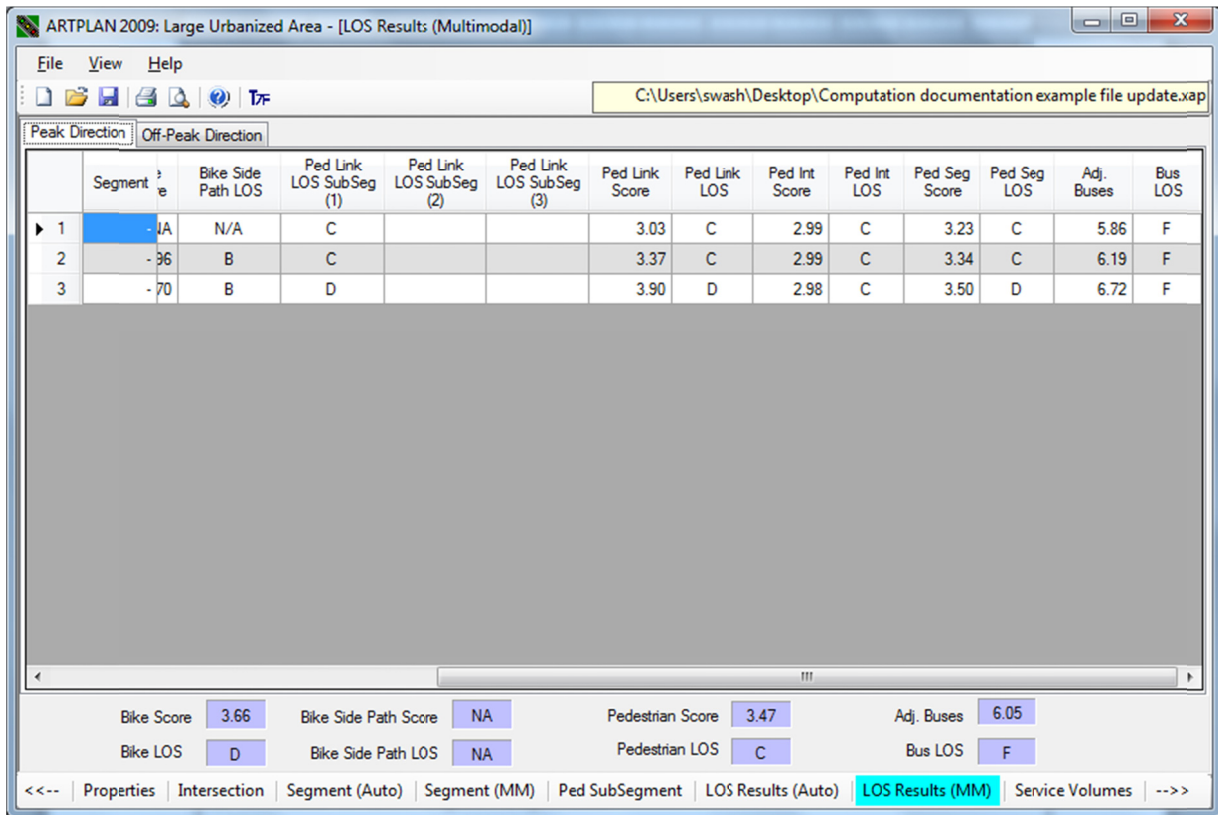 ARTPLAN 2009: Large Urbanized Area - [LOS Results (Multimodal)]
File View Help
T7F
C:\Users\swash\Desktop\Computation documentation example file update.xap
Peak Direction Off-Peak Direction
Segment e re Bike Side Path LOS Ped Link LOS SubSeg (1) Ped Link LOS SubSeg (2) Ped Link LOS SubSeg (3) Ped Link Score Ped Link LOS Ped Int Score Ped Int LOS Ped Seg Score Ped Seg LOS Adj. Buses Bus LOS
1 - NA N/A C 3.03 C 2.99 C 3.23 C 5.86 F
2 - 96 B C 3.37 C 2.99 C 3.34 C 6.19 F
3 - 70 B D 3.90 D 2.98 C 3.50 D 6.72 F
Bike Score 3.66 Bike Side Path Score NA Pedestrian Score 3.47 Adj. Buses 6.05
Bike LOS D Bike Side Path LOS NA Pedestrian LOS C Bus LOS F
<<-- Properties Intersection Segment (Auto) Segment (MM) Ped SubSegment LOS Results (Auto) LOS Results (MM) Service Volumes -->>